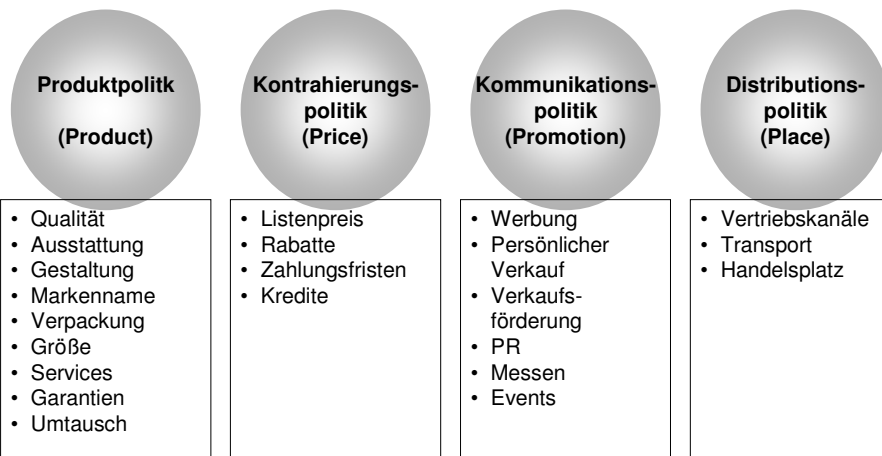 Produktpolitk
(Product)
• Qualität
• Ausstattung
• Gestaltung
• Markenname
• Verpackung
• Größe
• Services
• Garantien
• Umtausch
Kontrahierungs-
politik
(Price)
• Listenpreis
• Rabatte
• Zahlungsfristen
• Kredite
Kommunikations-
politik
(Promotion)
• Werbung
• Persönlicher
Verkauf
• Verkaufs-
förderung
• PR
• Messen
• Events
Distributions-
politik
(Place)
• Vertriebskanäle
• Transport
• Handelsplatz